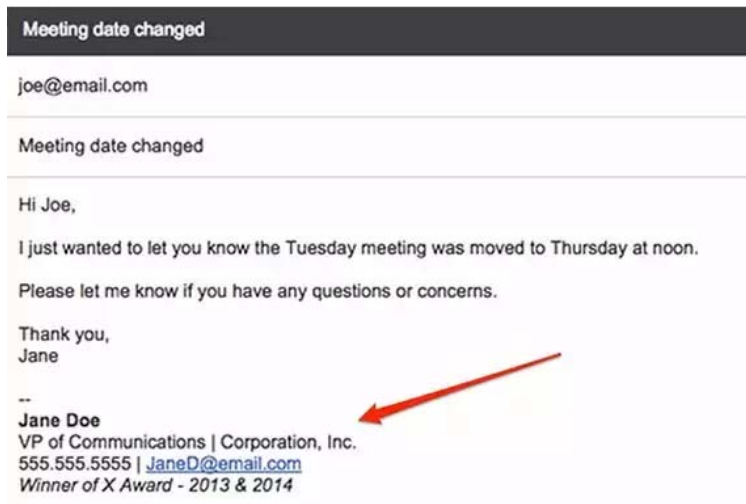 Meeting date changed
joe@email.com
Meeting date changed
Hi Joe,
I just wanted to let you know the Tuesday meeting was moved to Thursday at noon.
Please let me know if you have any questions or concerns.
Thank you,
Jane
--
Jane Doe
VP of Communications | Corporation, Inc.
555.555.5555 | JaneD@email.com
Winner of X Award - 2013 & 2014